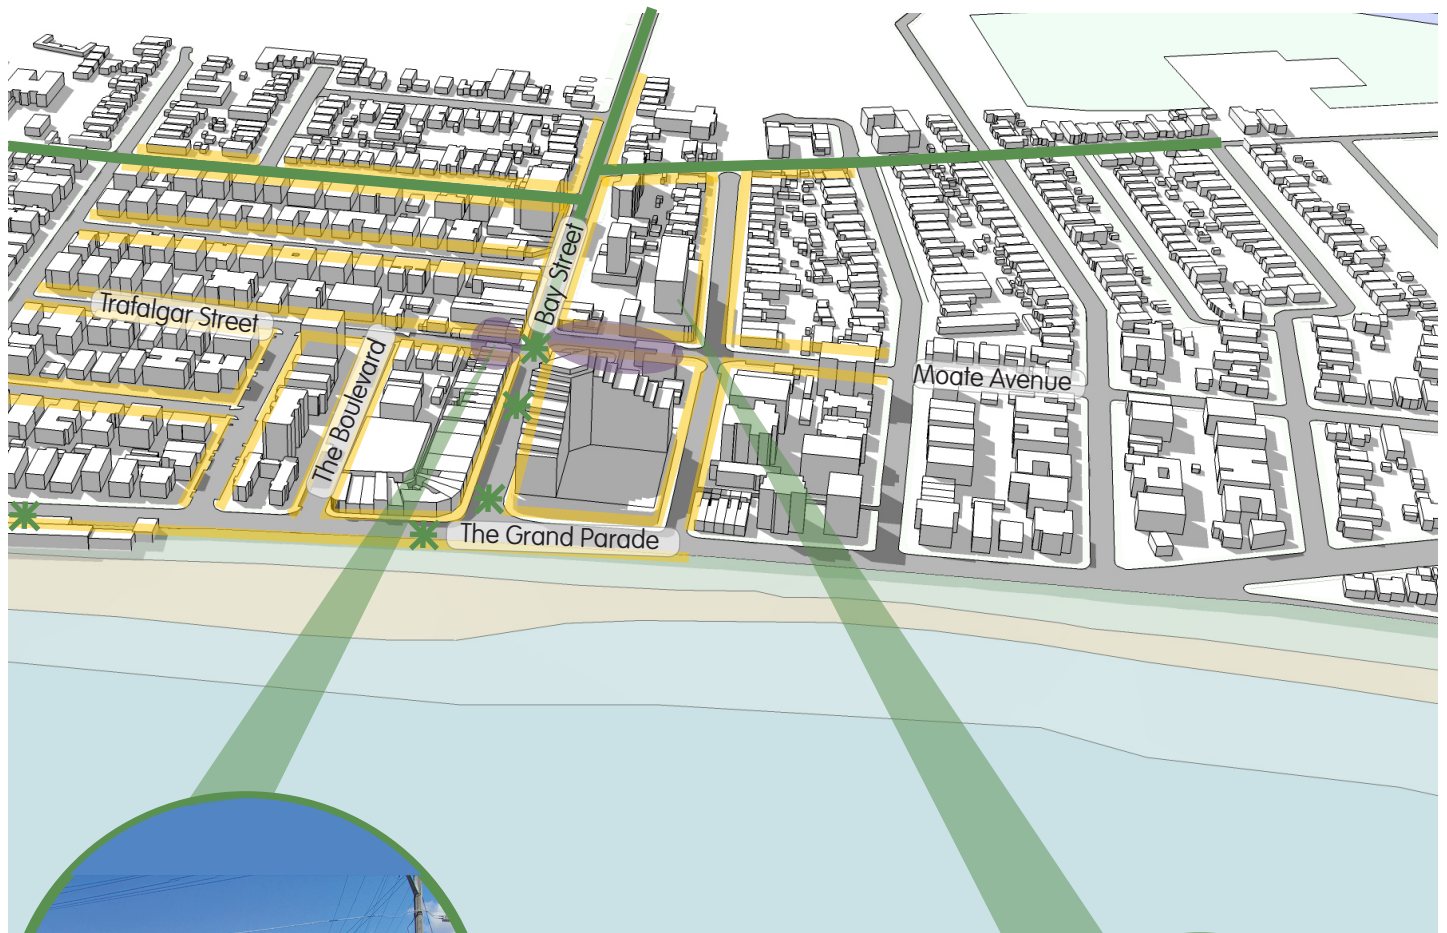 Bay Street
Trafalgar Street
The Boulevard
Moate Avenue
The Grand Parade